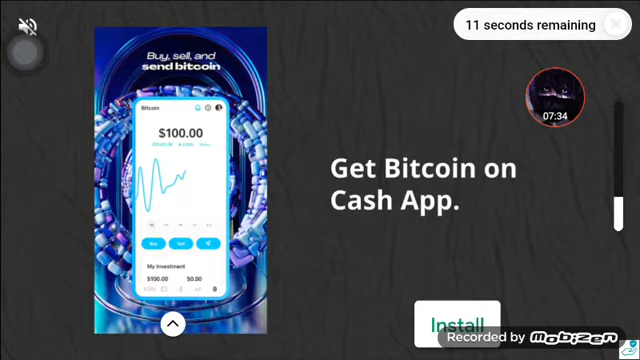 11 seconds remaining
Buy, sell, and
send bitcoin
Bitcoin
$100.00
Today
Buy
Sell
My Investment
$100.00
$0.00
07:34
Get Bitcoin on
Cash App.
Install
Recorded by
MOBIZEN